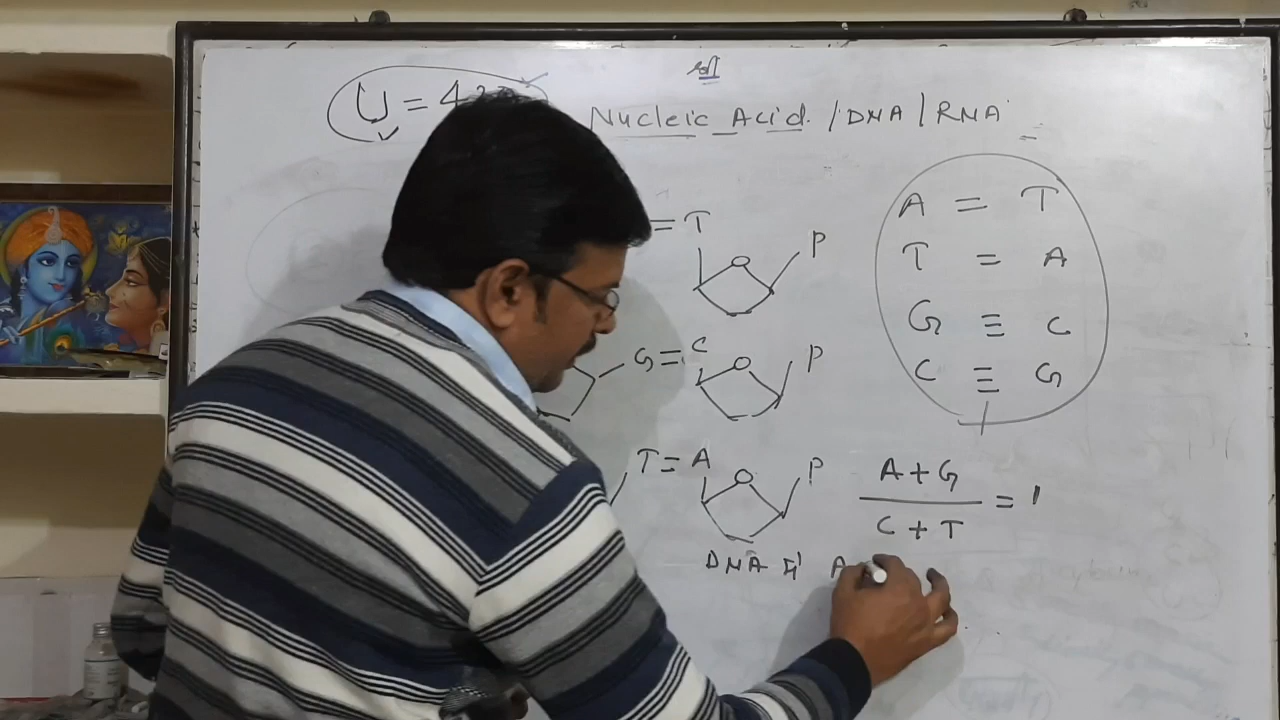 U = 4
Nucleic Acid / DNA / RNA
A = T
T = A
G ≡ C
C ≡ G
= T
P
G ≡ C
P
T = A
P
A + G
C + T
= 1
DNA में A